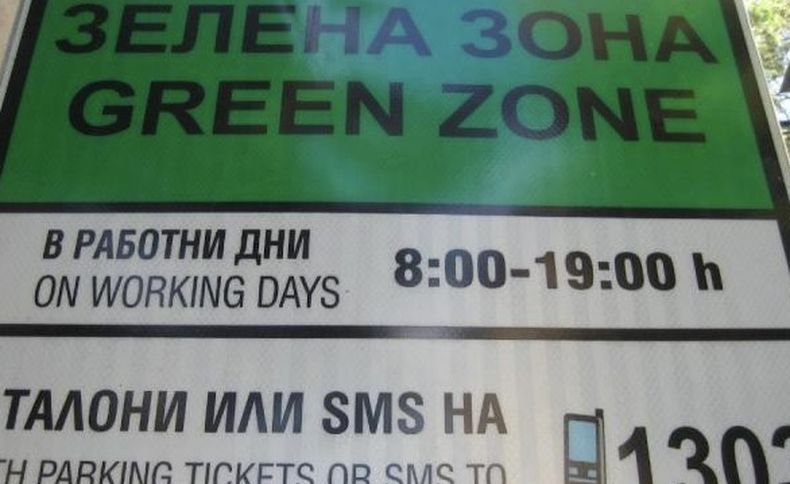 ЗЕЛЕНА ЗОНА
GREEN ZONE
В РАБОТНИ ДНИ
ON WORKING DAYS
8:00-19:00 h
ТАЛОНИ ИЛИ SMS НА
PARKING TICKETS OR SMS TO
130